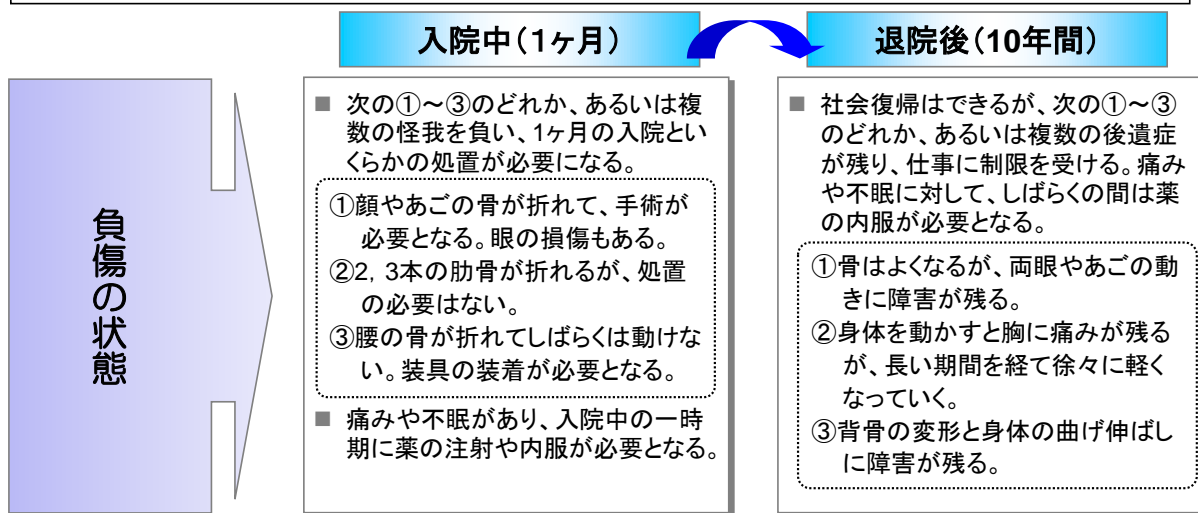 入院中（1ヶ月）
退院後（10年間）
負傷の状態
■ 次の①～③のどれか、あるいは複
数の怪我を負い、1ヶ月の入院とい
くらかの処置が必要になる。
①顔やあごの骨が折れて、手術が
必要となる。眼の損傷もある。
②2，3本の肋骨が折れるが、処置
の必要はない。
③腰の骨が折れてしばらくは動けな
い。装具の装着が必要となる。
■ 痛みや不眠があり、入院中の一時
期に薬の注射や内服が必要となる。
■ 社会復帰はできるが、次の①～③
のどれか、あるいは複数の後遺症
が残り、仕事に制限を受ける。痛み
や不眠に対して、しばらくの間は薬
の内服が必要となる。
①骨はよくなるが、両眼やあごの動
きに障害が残る。
②身体を動かすと胸に痛みが残る
が、長い期間を経て徐々に軽く
なっていく。
③背骨の変形と身体の曲げ伸ばし
に障害が残る。